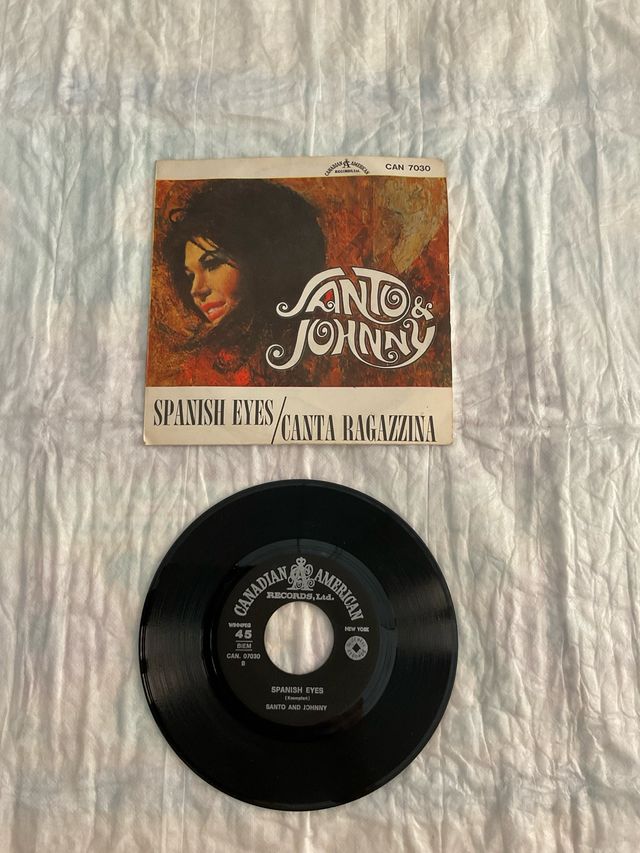 CANADIAN AMERICAN
RECORDS, Ltd.
CAN 7030
SANTO &
JOHNNY
SPANISH EYES/CANTA RAGAZZINA
CANADIAN AMERICAN
RECORDS, Ltd.
WINNIPEG
NEW YORK
45
BIEM
CAN. 07030
B
SPANISH EYES
(Kaempfert)
SANTO AND JOHNNY